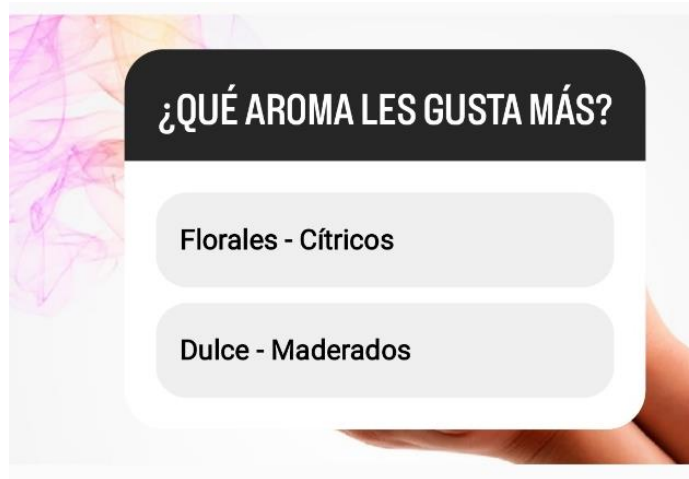 ¿QUÉ AROMA LES GUSTA MÁS?
Florales - Cítricos
Dulce - Maderados